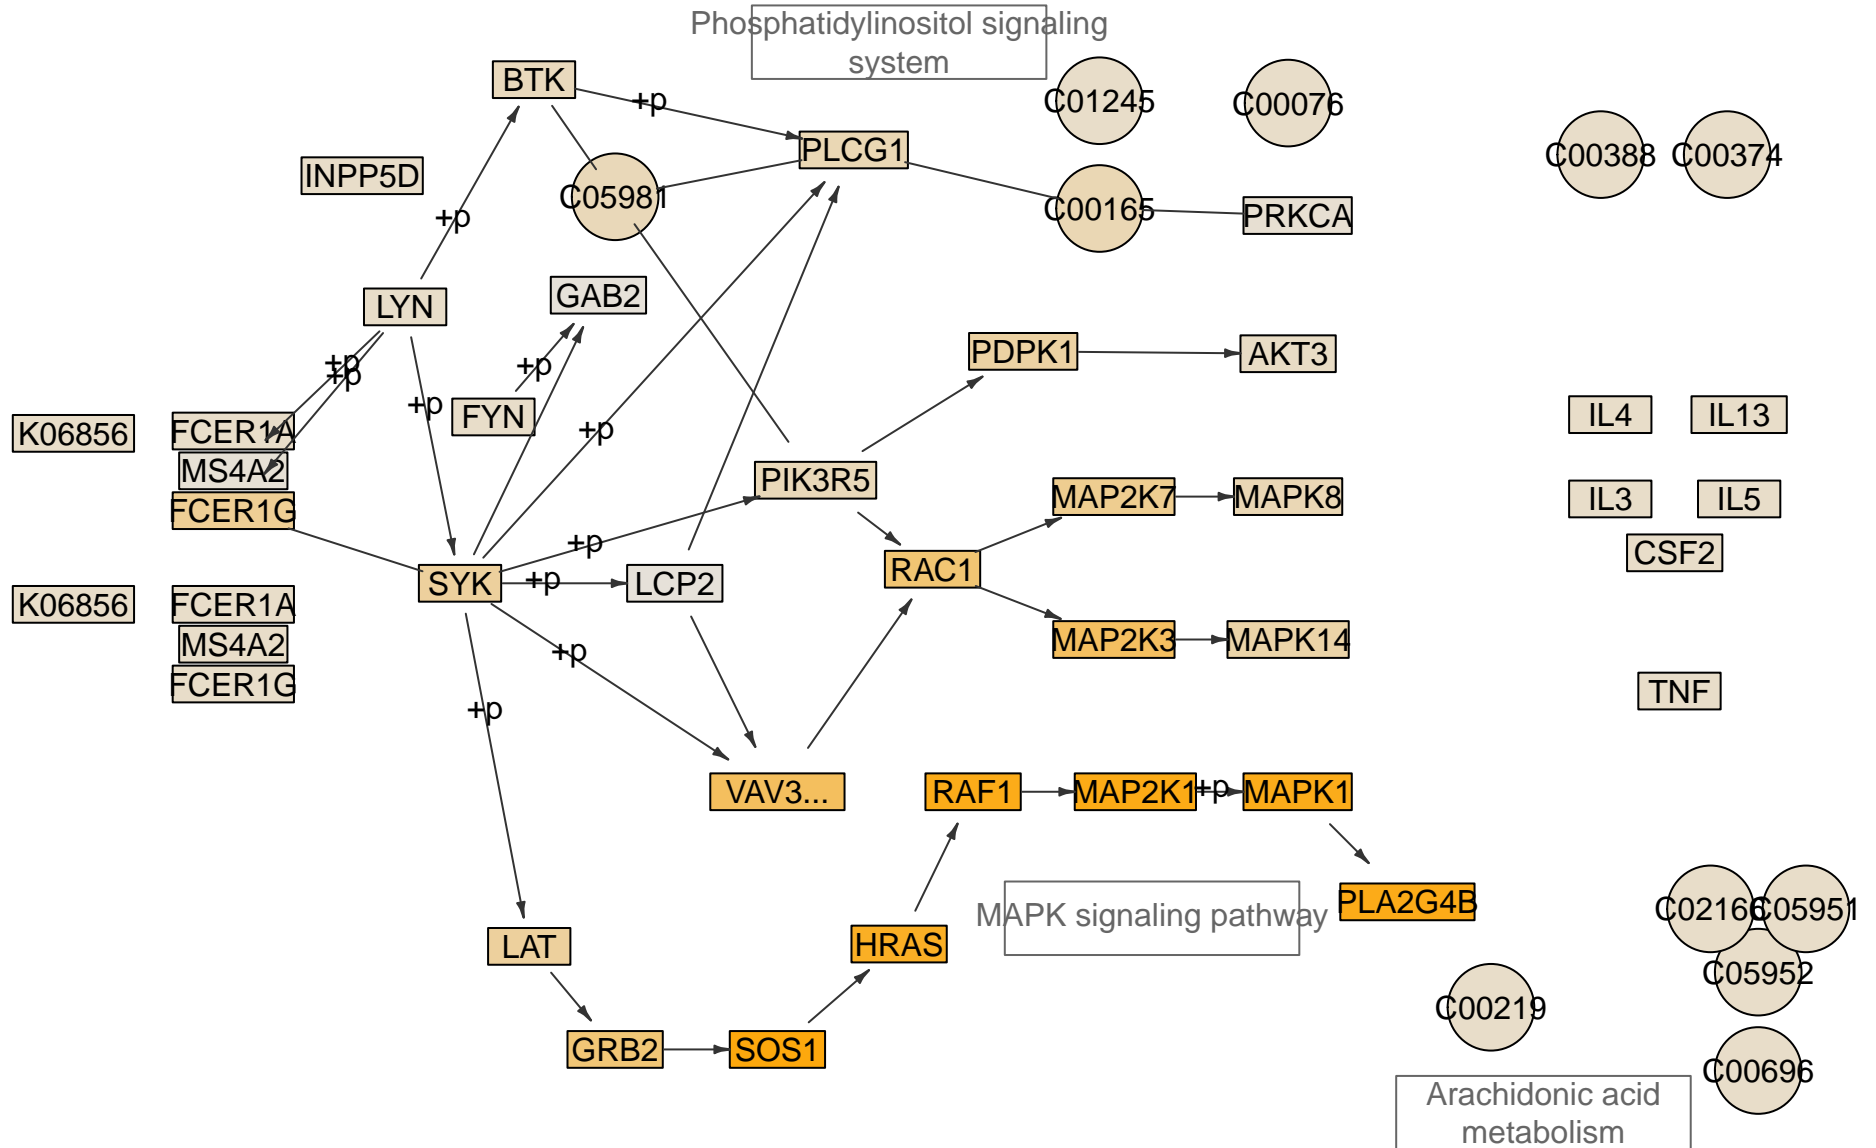 Phosphatidylinositol signaling
system
BTK
+p
C01245
C00076
PLCG1
C00388
C00374
INPP5D
C05981
C00165
PRKCA
+p
LYN
GAB2
PDPK1
AKT3
+p
+p
+p
+p
FYN
IL4
IL13
K06856
FCER1A
+p
MS4A2
PIK3R5
FCER1G
MAP2K7
MAPK8
IL3
IL5
+p
CSF2
SYK
+p
LCP2
RAC1
K06856
FCER1A
MS4A2
+p
MAP2K3
MAPK14
FCER1G
TNF
+p
VAV3...
RAF1
MAP2K1
+p
MAPK1
PLA2G4B
C02166
C05951
MAPK signaling pathway
LAT
HRAS
C05952
C00219
GRB2
SOS1
C00696
Arachidonic acid
metabolism